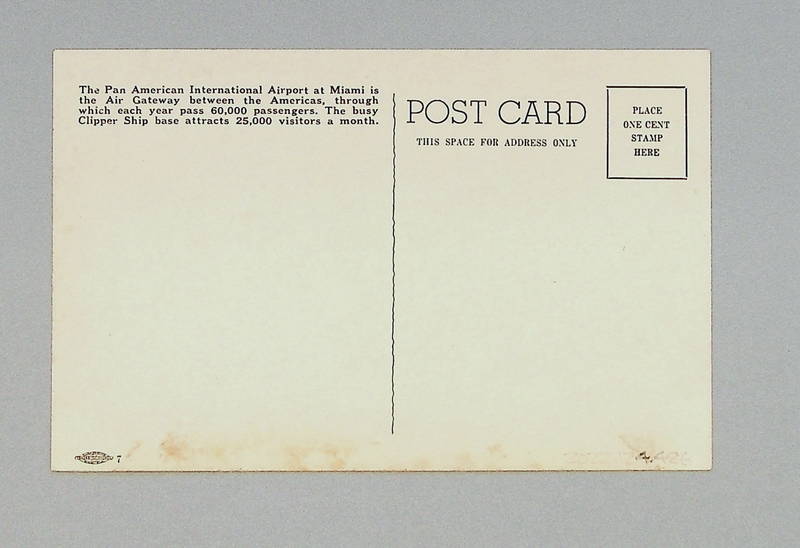 The Pan American International Airport at Miami is
the Air Gateway between the Americas, through
which each year pass 60,000 passengers. The busy
Clipper Ship base attracts 25,000 visitors a month.
POST CARD
THIS SPACE FOR ADDRESS ONLY
PLACE
ONE CENT
STAMP
HERE
7